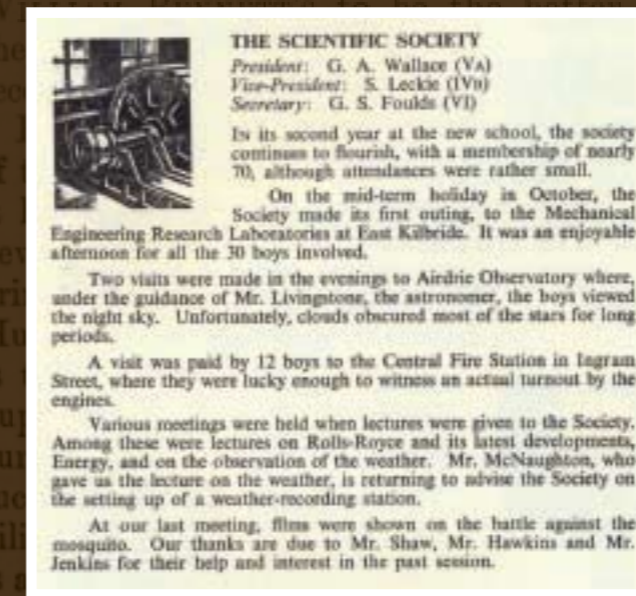 THE SCIENTIFIC SOCIETY
President: G. A. Wallace (VA)
Vice-President: S. Leckie (IVB)
Secretary: G. S. Foulds (VI)
IN its second year at the new school, the society
continues to flourish, with a membership of nearly
70, although attendances were rather small.
On the mid-term holiday in October, the
Society made its first outing, to the Mechanical
Engineering Research Laboratories at East Kilbride. It was an enjoyable
afternoon for all the 30 boys involved.
Two visits were made in the evenings to Airdrie Observatory where,
under the guidance of Mr. Livingstone, the astronomer, the boys viewed
the night sky. Unfortunately, clouds obscured most of the stars for long
periods.
A visit was paid by 12 boys to the Central Fire Station in Ingram
Street, where they were lucky enough to witness an actual turnout by the
engines.
Various meetings were held when lectures were given to the Society.
Among these were lectures on Rolls-Royce and its latest developments,
Energy, and on the observation of the weather. Mr. McNaughton, who
gave us the lecture on the weather, is returning to advise the Society on
the setting up of a weather-recording station.
At our last meeting, films were shown on the battle against the
mosquito. Our thanks are due to Mr. Shaw, Mr. Hawkins and Mr.
Jenkins for their help and interest in the past session.